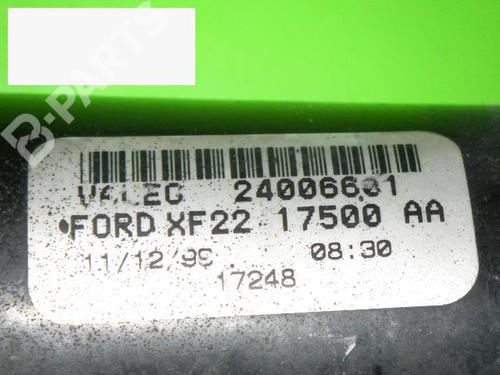 B-PARTS
VALEO 24006601
FORD XF22 17500 AA
11/12/99 08:30
17248